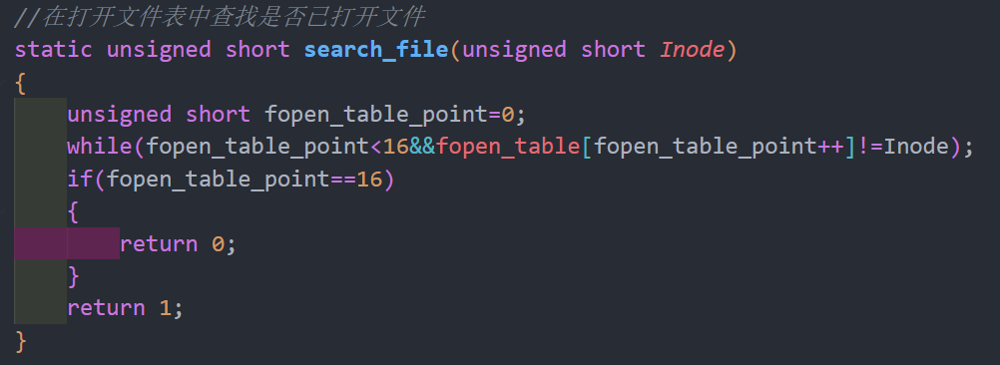 //在打开文件表中查找是否已打开文件
static unsigned short search_file(unsigned short Inode)
{
    unsigned short fopen_table_point=0;
    while(fopen_table_point<16&&fopen_table[fopen_table_point++]!=Inode);
    if(fopen_table_point==16)
    {
        return 0;
    }
    return 1;
}